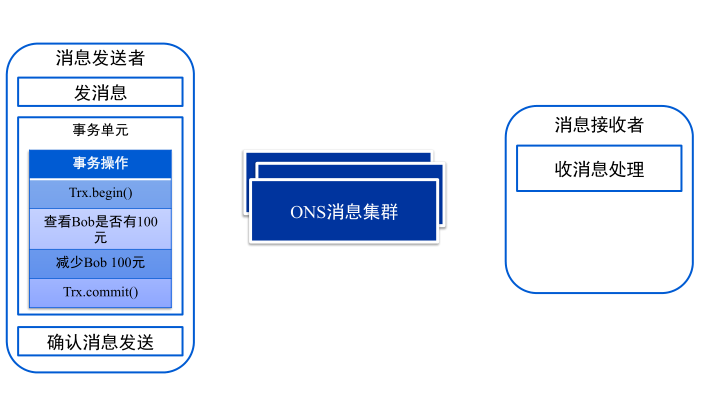 消息发送者
发消息
事务单元
事务操作
Trx.begin()
查看Bob是否有100
元
减少Bob 100元
Trx.commit()
确认消息发送
ONS消息集群
消息接收者
收消息处理